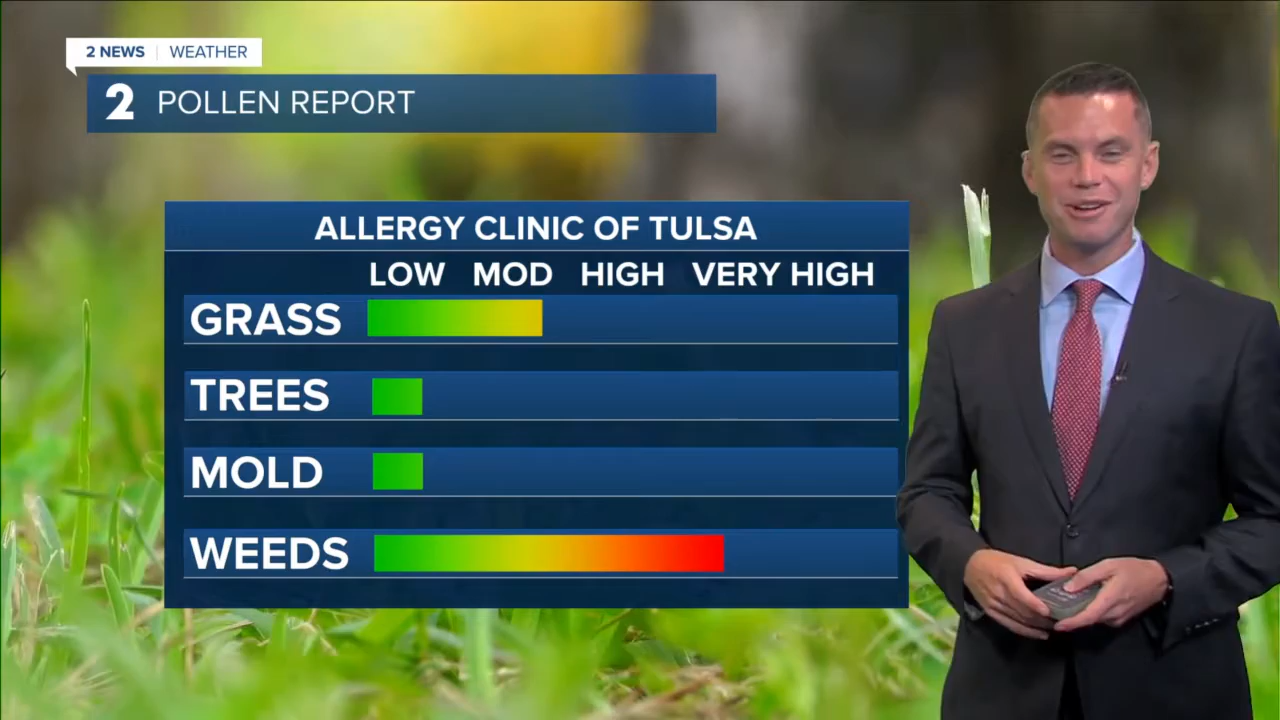 2 NEWS | WEATHER
2 POLLEN REPORT
ALLERGY CLINIC OF TULSA
LOW MOD HIGH VERY HIGH
GRASS
TREES
MOLD
WEEDS